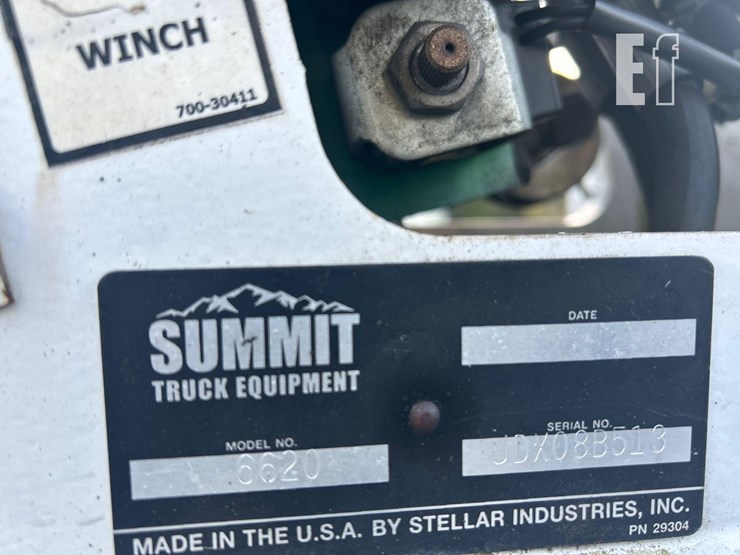 WINCH
700-30411
Ef
SUMMIT
TRUCK EQUIPMENT
DATE
MODEL NO.
6620
SERIAL NO.
JDX08B513
MADE IN THE U.S.A. BY STELLAR INDUSTRIES, INC.
PN 29304